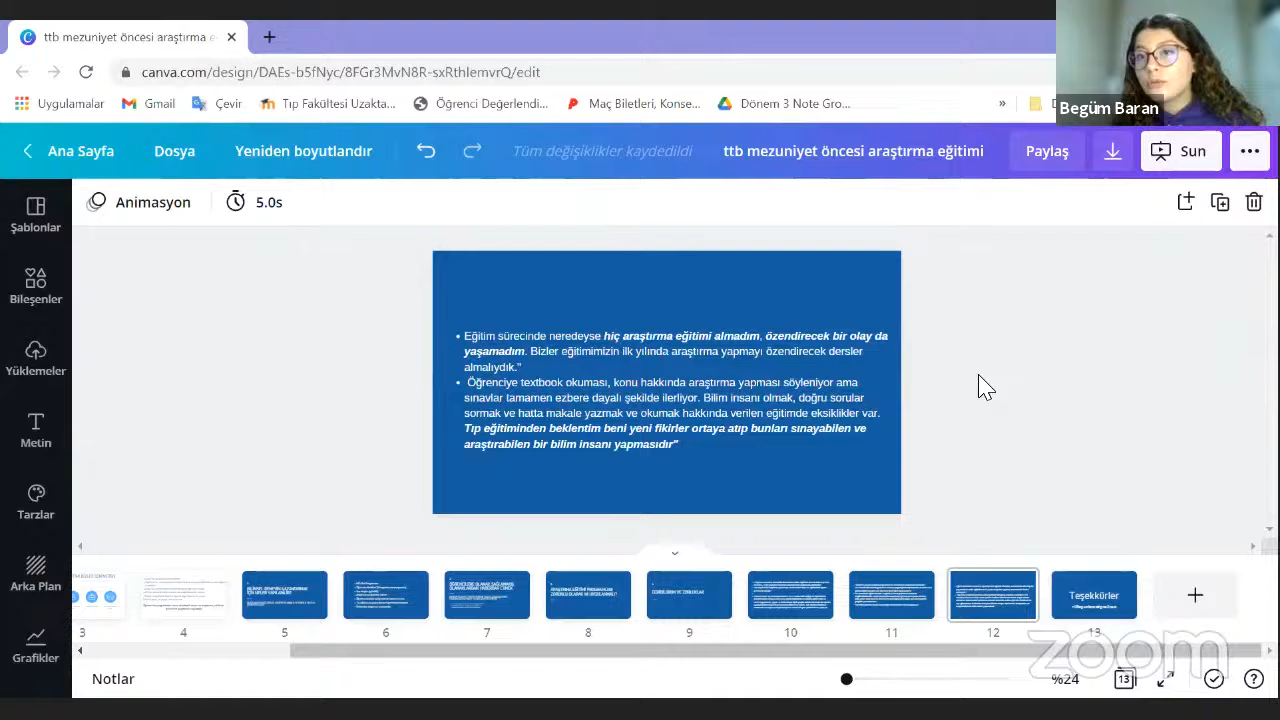 ttb mezuniyet öncesi araştırma e
canva.com/design/DAEs-b5fNyc/8FGr3MvN8R-sxRthlemvrQ/edit
Uygulamalar
Gmail
Çevir
Tıp Fakültesi Uzakta...
Öğrenci Değerlendi...
Maç Biletleri, Konse...
Dönem 3 Note Gro...
»
Begüm Baran
Ana Sayfa
Dosya
Yeniden boyutlandır
Tüm değişiklikler kaydedildi
ttb mezuniyet öncesi araştırma eğitimi
Paylaş
Sun
Animasyon
5.0s
Şablonlar
Bileşenler
Yüklemeler
Metin
Tarzlar
Arka Plan
Grafikler
• Eğitim sürecinde neredeyse hiç araştırma eğitimi almadım, özendirecek bir olay da
yaşamadım. Bizler eğitimimizin ilk yılında araştırma yapmayı özendirecek dersler
almalıydık."
• Öğrenciye textbook okuması, konu hakkında araştırma yapması söyleniyor ama
sınavlar tamamen ezbere dayalı şekilde ilerliyor. Bilim insanı olmak, doğru sorular
sormak ve hatta makale yazmak ve okumak hakkında verilen eğitimde eksiklikler var.
Tıp eğitiminden beklentim beni yeni fikirler ortaya atıp bunları sınayabilen ve
araştırabilen bir bilim insanı yapmasıdır"
Teşekkürler
3
4
5
6
7
8
9
10
11
12
13
zoom
Notlar
%24
13